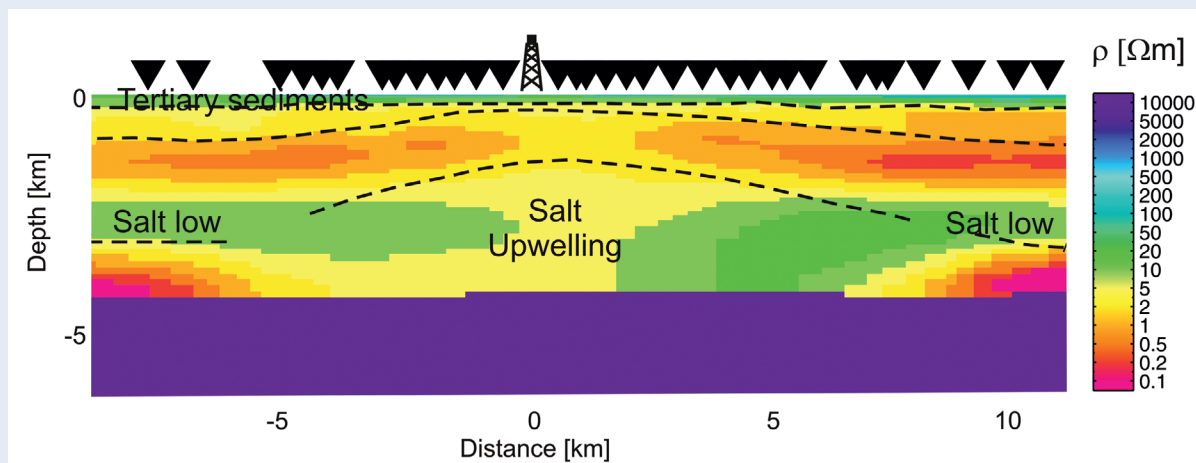 ρ [Ωm]
0
Tertiary sediments
10000
5000
2000
1000
500
200
100
50
20
10
5
2
1
0.5
0.2
0.1
Depth [km]
Salt low
Salt
Upwelling
Salt low
-5
-5
0
5
10
Distance [km]